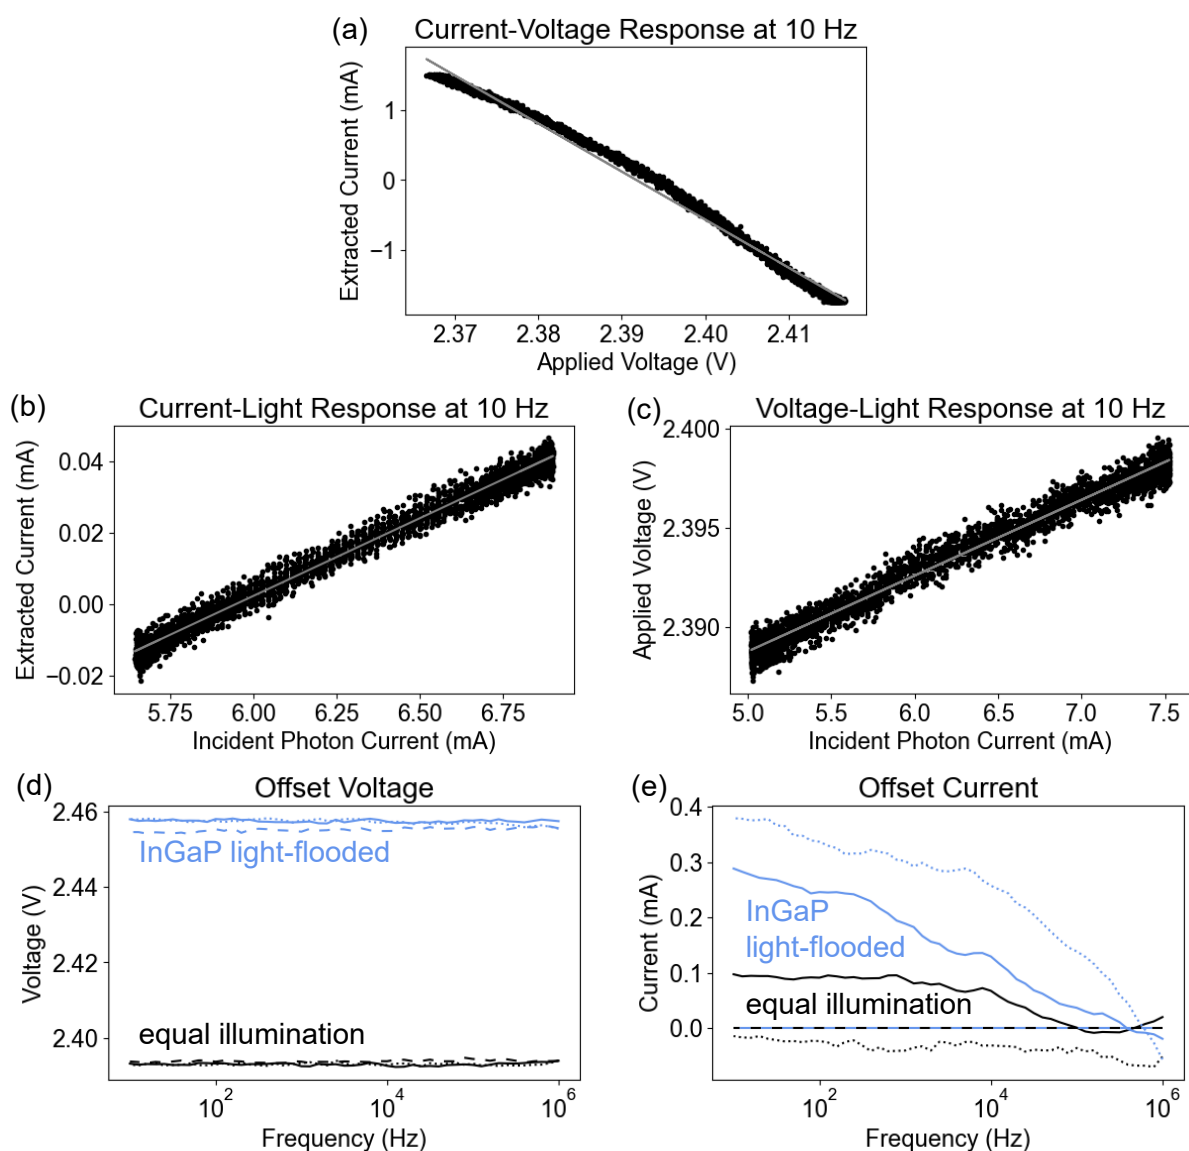 (a) Current-Voltage Response at 10 Hz
Extracted Current (mA)
1
0
−1
2.37 2.38 2.39 2.40 2.41
Applied Voltage (V)
(b) Current-Light Response at 10 Hz
Extracted Current (mA)
0.04
0.02
0.00
−0.02
5.75 6.00 6.25 6.50 6.75
Incident Photon Current (mA)
(c) Voltage-Light Response at 10 Hz
Applied Voltage (V)
2.400
2.395
2.390
5.0 5.5 6.0 6.5 7.0 7.5
Incident Photon Current (mA)
(d) Offset Voltage
Voltage (V)
2.46
2.44
2.42
2.40
InGaP light-flooded
equal illumination
10² 10⁴ 10⁶
Frequency (Hz)
(e) Offset Current
Current (mA)
0.4
0.3
0.2
0.1
0.0
InGaP
light-flooded
equal illumination
10² 10⁴ 10⁶
Frequency (Hz)